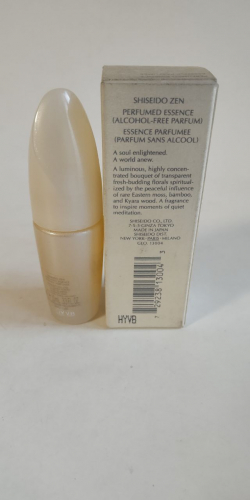 SHISEIDO ZEN
PERFUMED ESSENCE
(ALCOHOL-FREE PARFUM)
ESSENCE PARFUMEE
(PARFUM SANS ALCOOL)
A soul enlightened.
A world anew.
A luminous, highly concen-
trated bouquet of transparent
fresh-budding florals spiritual-
ized by the peaceful influence
of rare Eastern moss, bamboo,
and Kyara wood. A fragrance
to inspire moments of quiet
meditation.
SHISEIDO CO., LTD.
7-5-5 GINZA TOKYO
MADE IN JAPAN
SHISEIDO DIST.
NEW YORK · PARIS · MILANO
HYVB